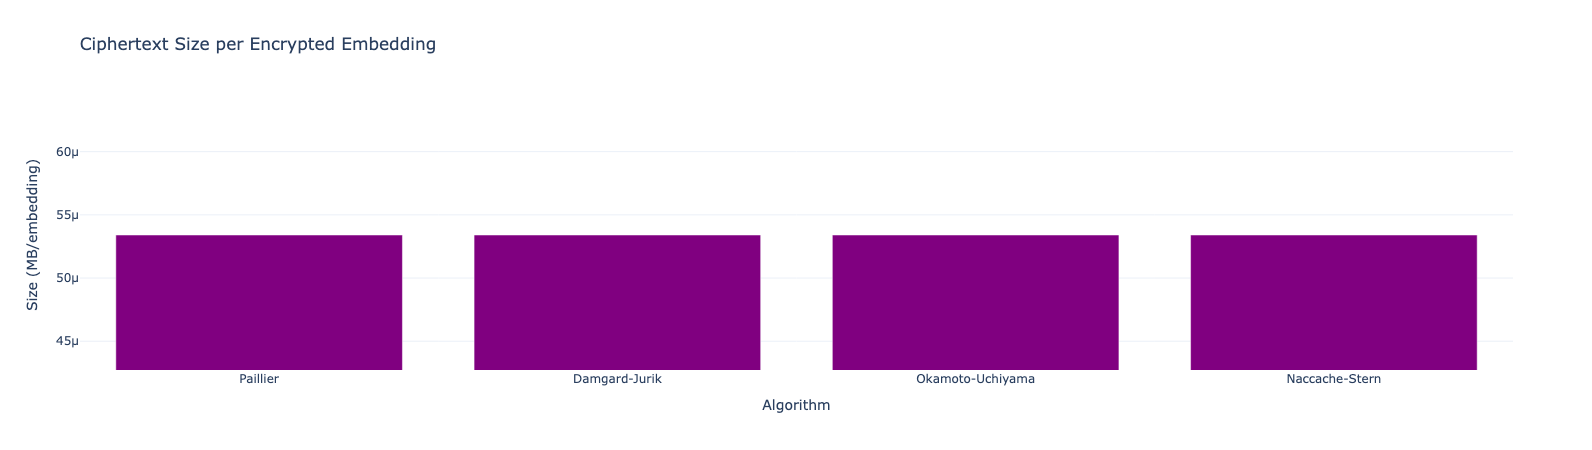 Ciphertext Size per Encrypted Embedding
Size (MB/embedding)
60μ
55μ
50μ
45μ
Paillier
Damgard-Jurik
Okamoto-Uchiyama
Naccache-Stern
Algorithm